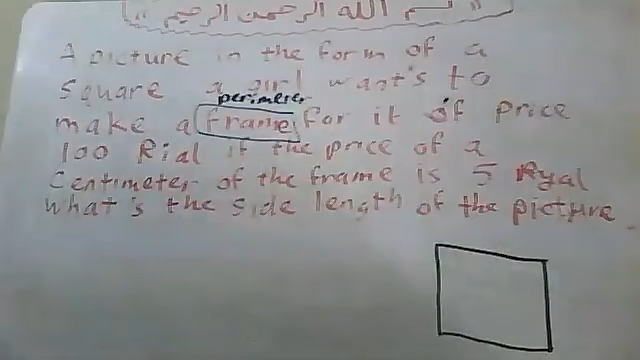 بسم الله الرحمن الرحيم
A picture in the form of a
square a girl want's to
perimerer
make a frame for it of price
100 Rial if the price of a
Centimeter of the frame is 5 Ryal
what's the side length of the picture